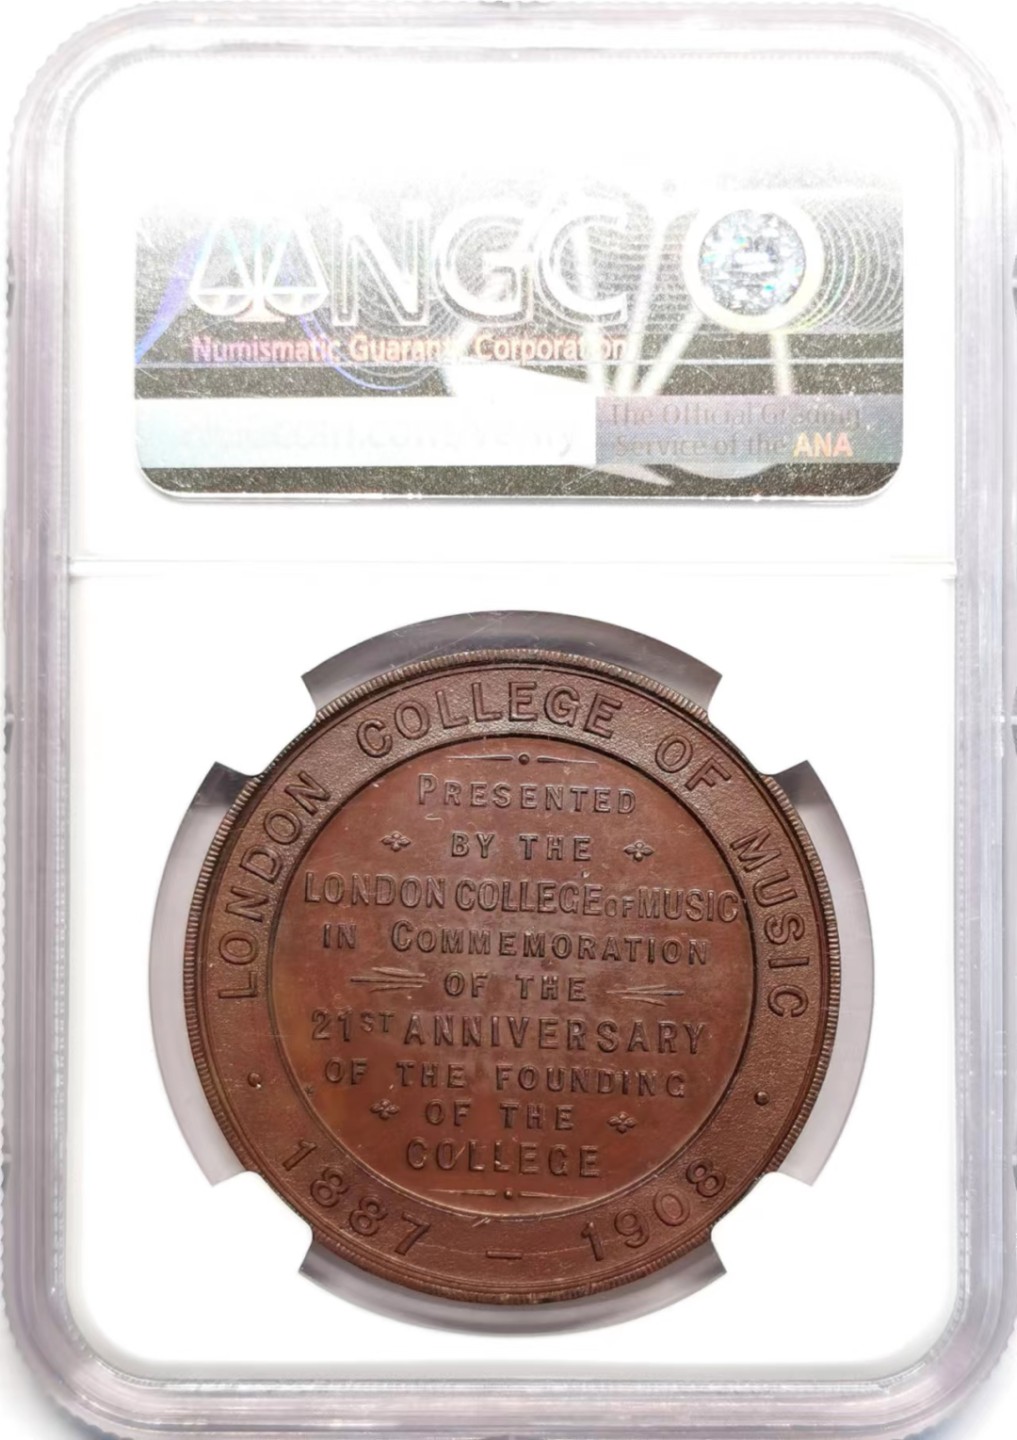 NGC
Numismatic Guaranty Corporation
The Official Grading
Service of the ANA
LONDON COLLEGE OF MUSIC
PRESENTED
BY THE
LONDON COLLEGE OF MUSIC
IN COMMEMORATION
OF THE
21ST ANNIVERSARY
OF THE FOUNDING
OF THE
COLLEGE
1887 – 1908